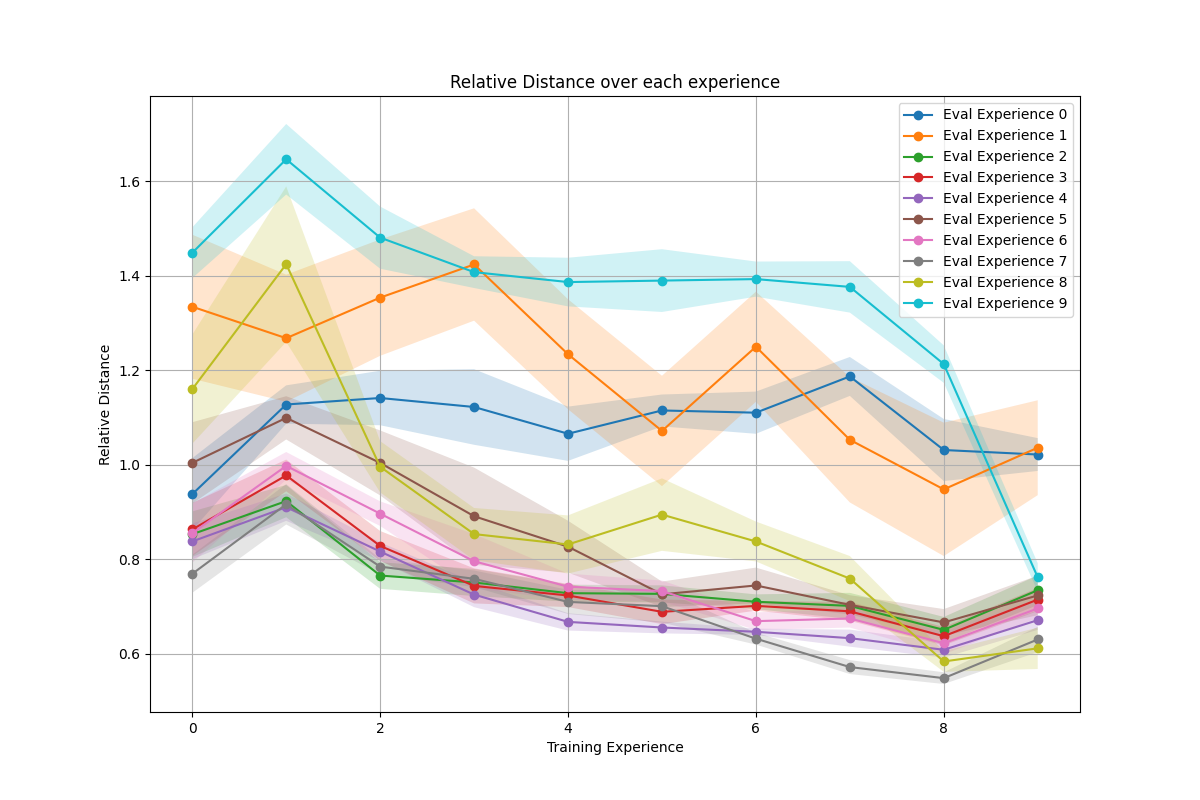 Relative Distance over each experience
Eval Experience 0
Eval Experience 1
Eval Experience 2
Eval Experience 3
Eval Experience 4
Eval Experience 5
Eval Experience 6
Eval Experience 7
Eval Experience 8
Eval Experience 9
Relative Distance
1.6
1.4
1.2
1.0
0.8
0.6
0 2 4 6 8
Training Experience